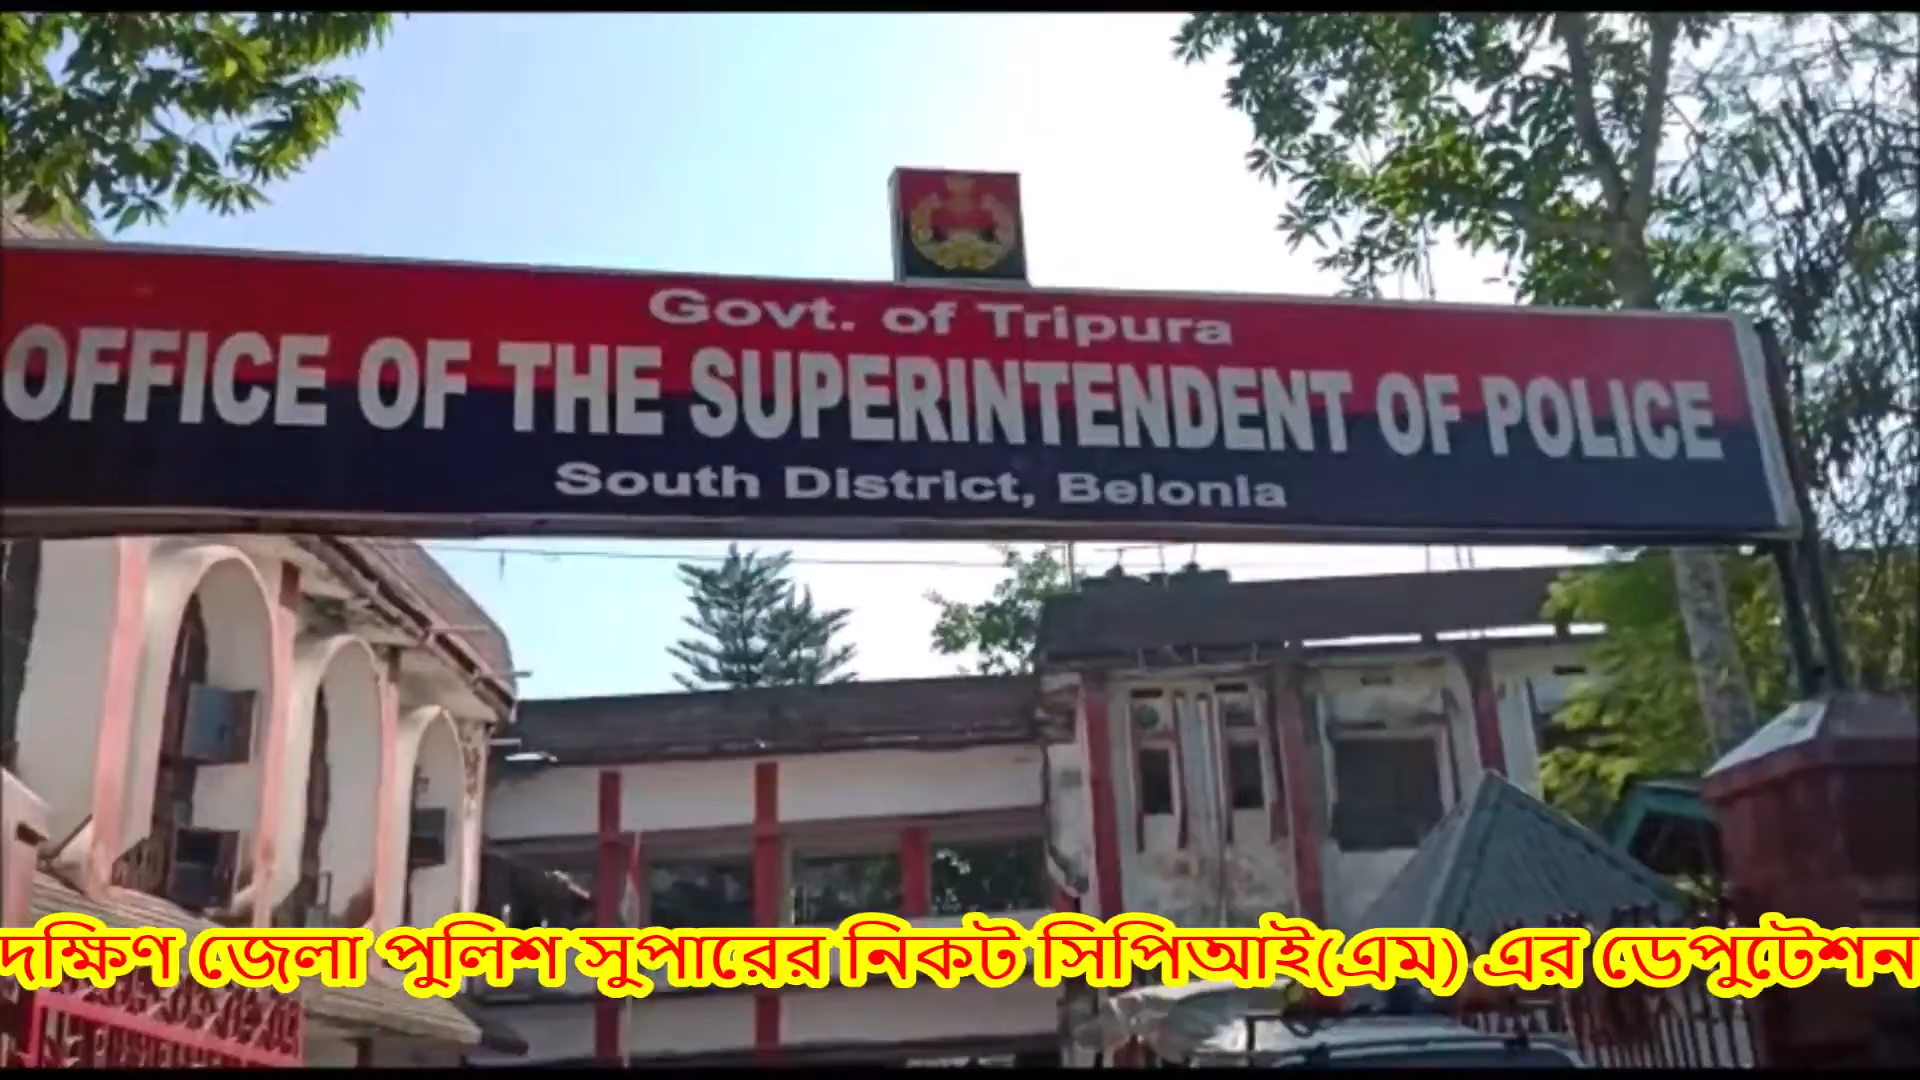 Govt. of Tripura
OFFICE OF THE SUPERINTENDENT OF POLICE
South District, Belonia
দক্ষিণ জেলা পুলিশ সুপারের নিকট সিপিআই(এম) এর ডেপুটেশন